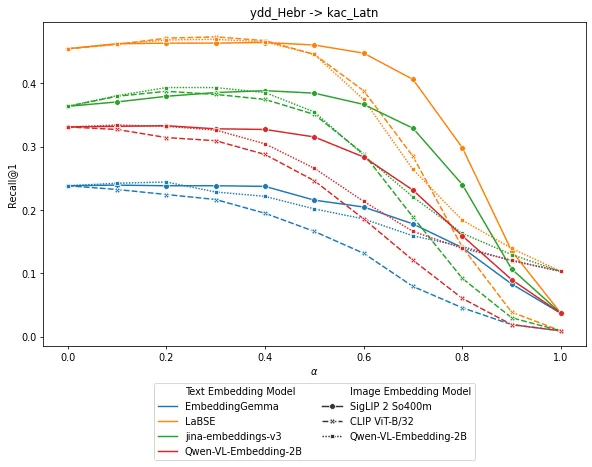 ydd_Hebr -> kac_Latn
Recall@1
0.4
0.3
0.2
0.1
0.0
0.0 0.2 0.4 0.6 0.8 1.0
α
Text Embedding Model Image Embedding Model
EmbeddingGemma SigLIP 2 So400m
LaBSE CLIP ViT-B/32
jina-embeddings-v3 Qwen-VL-Embedding-2B
Qwen-VL-Embedding-2B